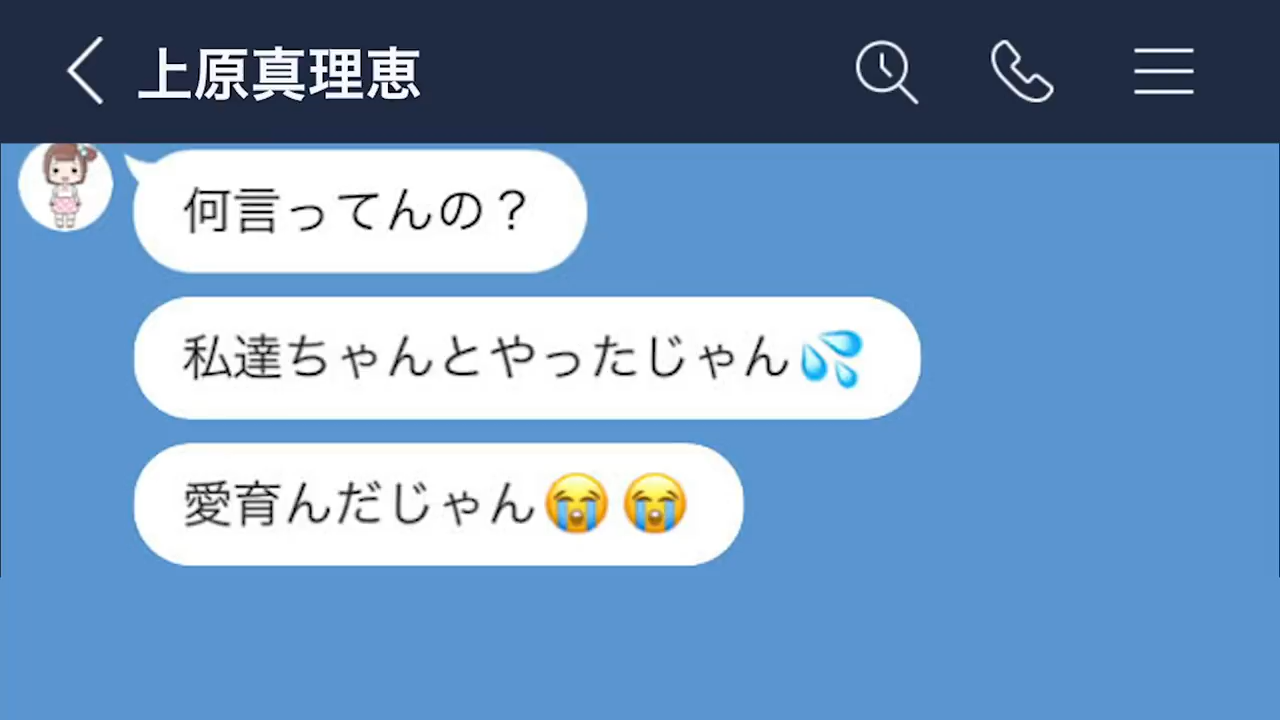 上原真理恵
何言ってんの？
私達ちゃんとやったじゃん💦
愛育んだじゃん😭😭